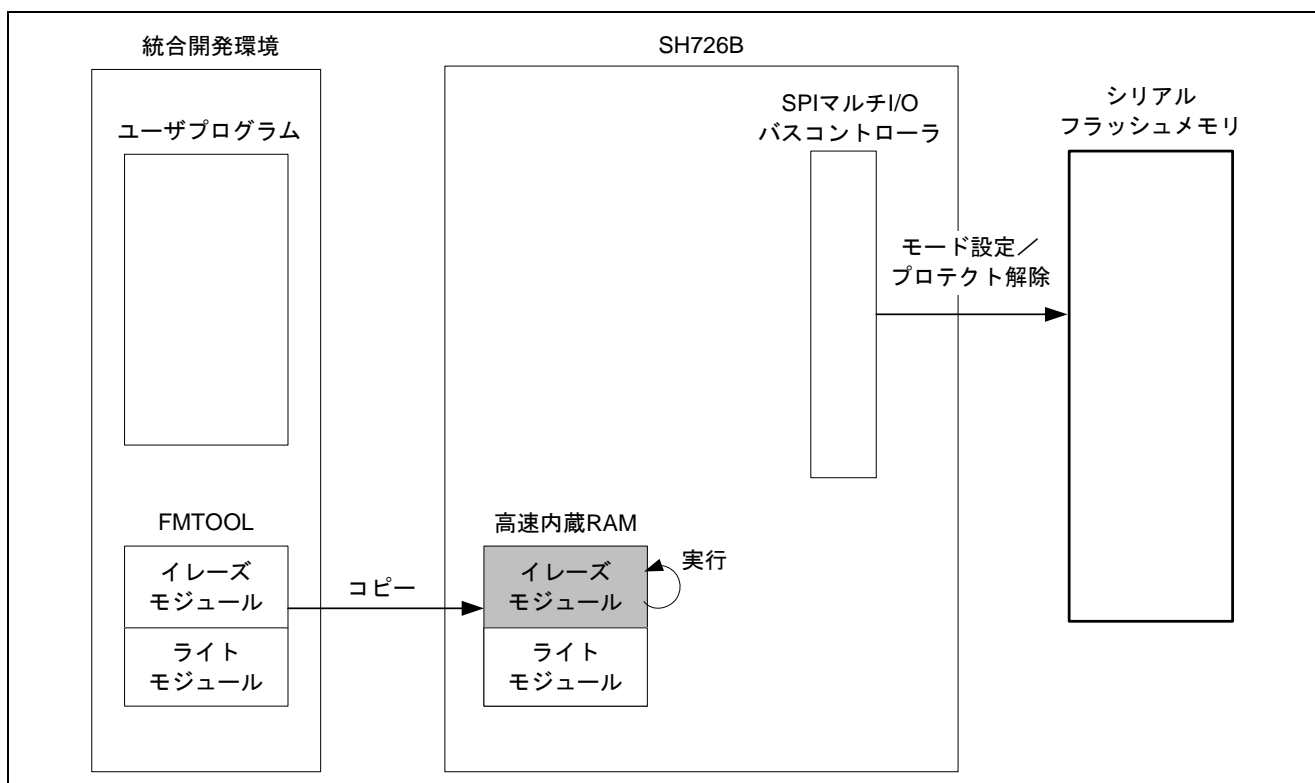 統合開発環境
SH726B
ユーザプログラム
SPIマルチI/O
バスコントローラ
シリアル
フラッシュメモリ
モード設定／
プロテクト解除
FMTOOL
イレーズ
モジュール
ライト
モジュール
コピー
高速内蔵RAM
イレーズ
モジュール
実行
ライト
モジュール